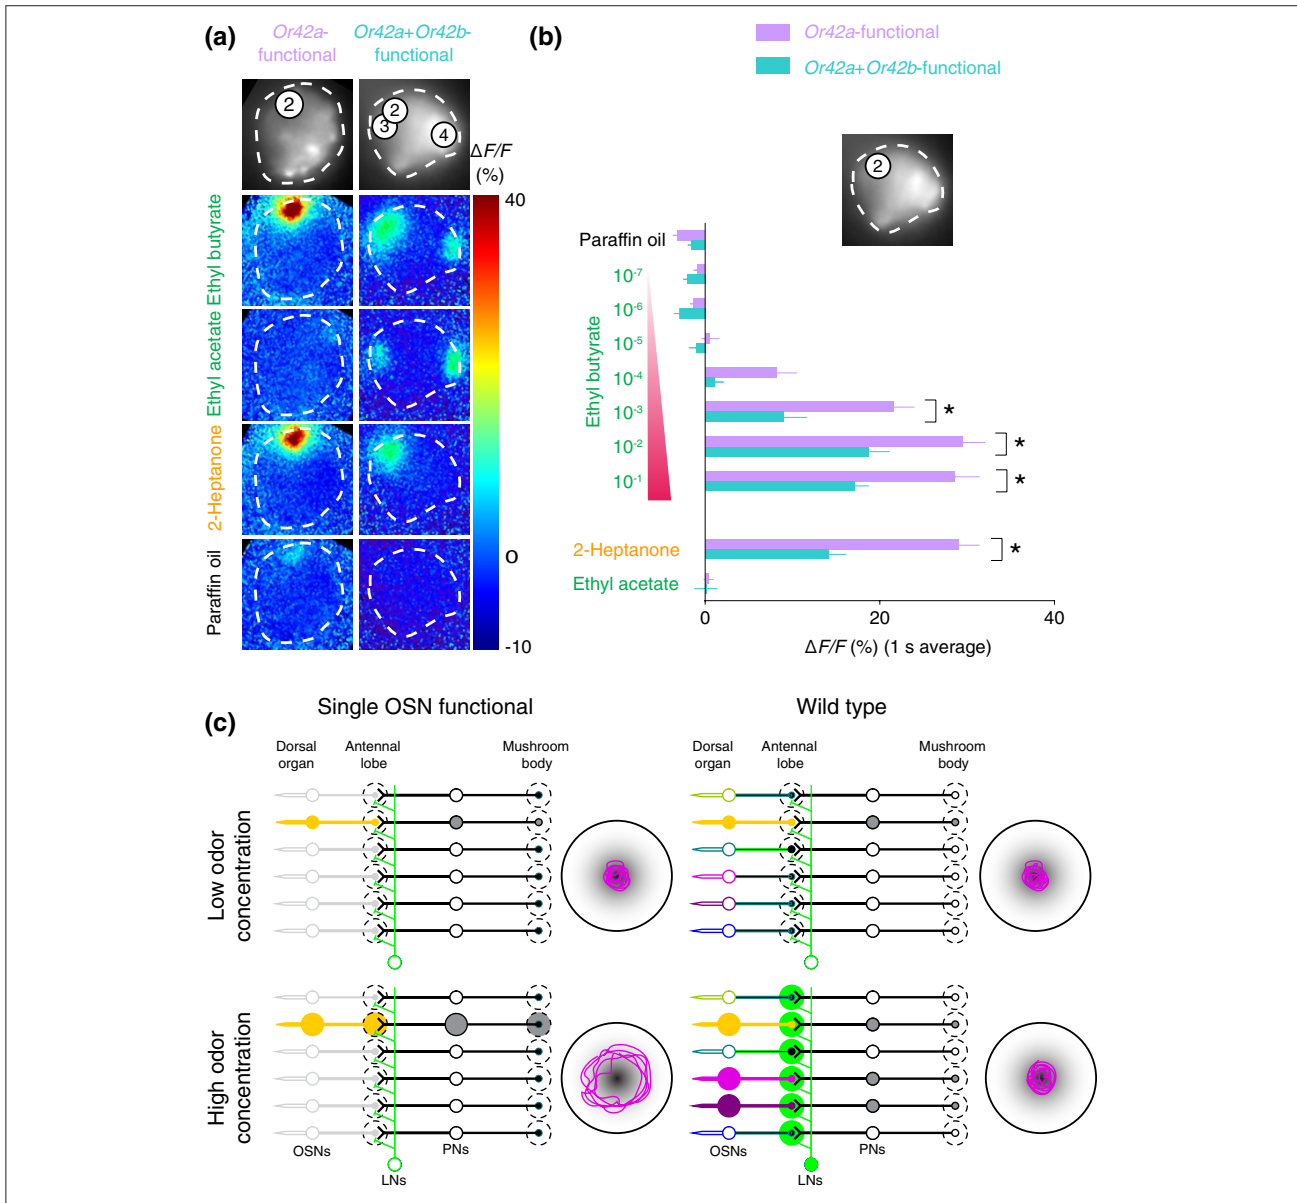 (a)
Or42a-
functional
Or42a+Or42b-
functional
2
2
3
4
ΔF/F
(%)
40
0
-10
Ethyl butyrate
Ethyl acetate
2-Heptanone
Paraffin oil
(b)
Or42a-functional
Or42a+Or42b-functional
2
Paraffin oil
10-7
10-6
10-5
10-4
10-3
10-2
10-1
Ethyl butyrate
*
*
*
2-Heptanone
*
Ethyl acetate
0
20
40
ΔF/F (%) (1 s average)
(c)
Single OSN functional
Wild type
Dorsal
organ
Antennal
lobe
Mushroom
body
Dorsal
organ
Antennal
lobe
Mushroom
body
Low odor
concentration
High odor
concentration
OSNs
PNs
LNs
OSNs
PNs
LNs